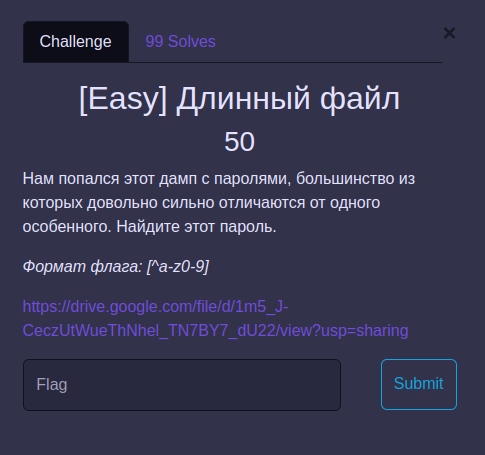 Challenge
99 Solves
×
[Easy] Длинный файл
50
Нам попался этот дамп с паролями, большинство из
которых довольно сильно отличаются от одного
особенного. Найдите этот пароль.
Формат флага: [^a-z0-9]
https://drive.google.com/file/d/1m5_J-
CeczUtWueThNhel_TN7BY7_dU22/view?usp=sharing
Flag
Submit